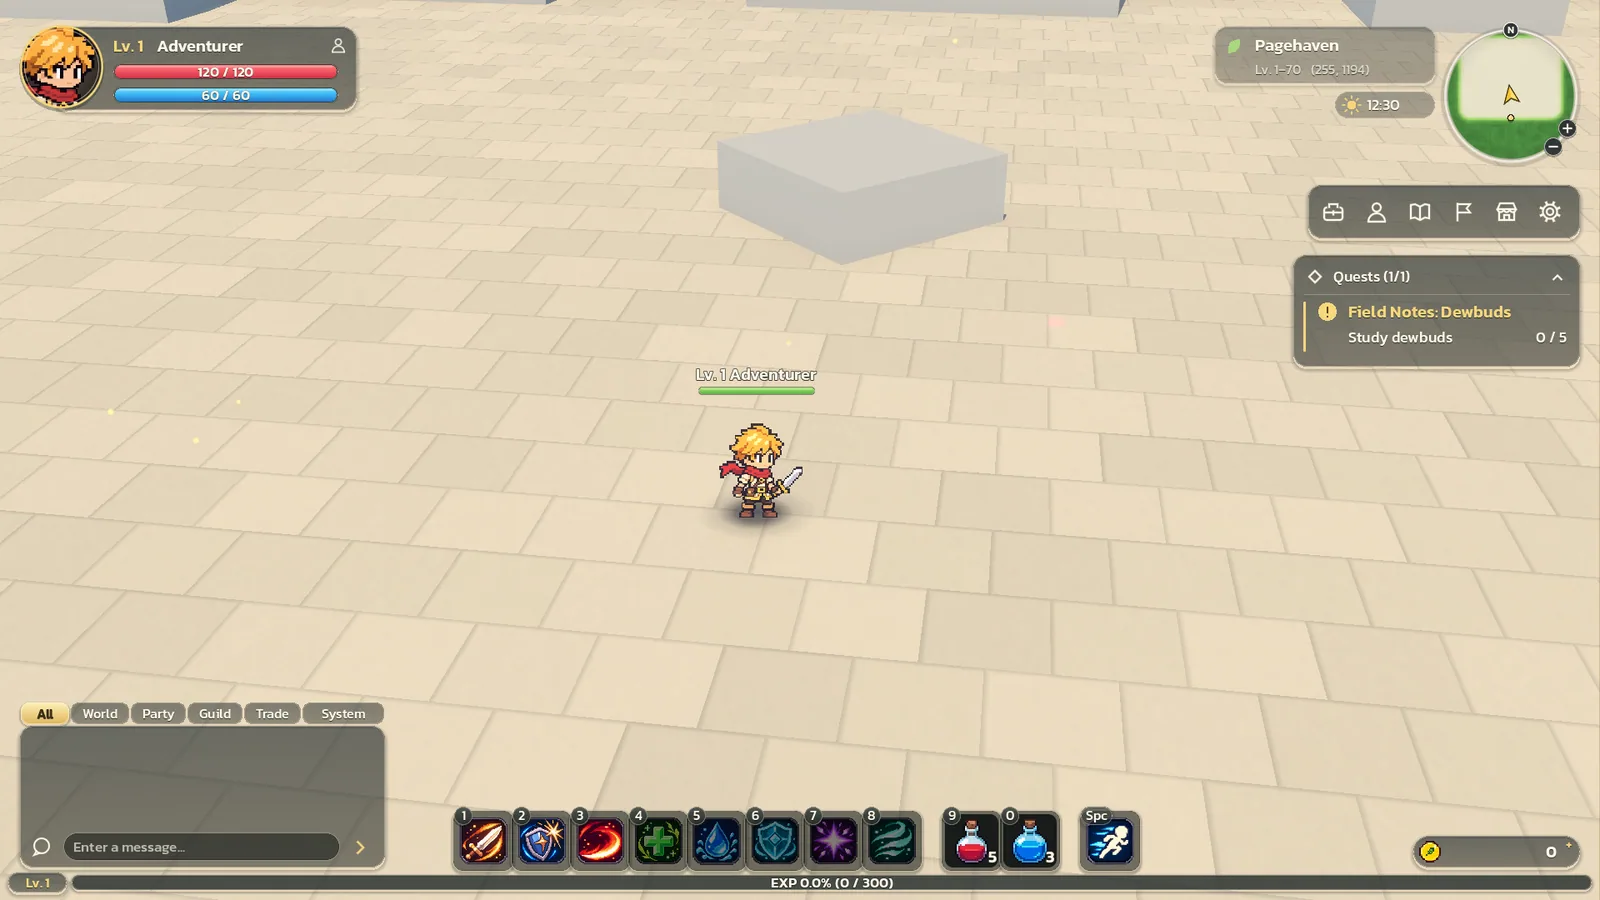 Lv. 1 Adventurer
120 / 120
60 / 60
Pagehaven
Lv. 1–70 (255, 1194)
12:30
N
Quests (1/1)
Field Notes: Dewbuds
Study dewbuds 0 / 5
Lv. 1 Adventurer
All World Party Guild Trade System
Enter a message...
1 2 3 4 5 6 7 8 9 0 Spc
5 3
0
Lv. 1
EXP 0.0% (0 / 300)